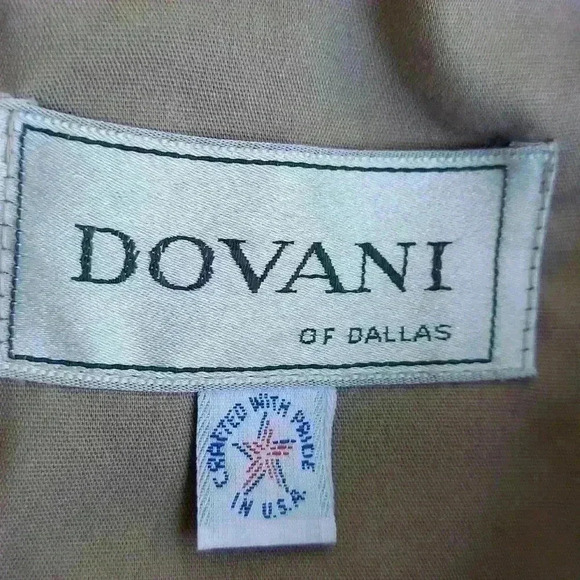 DOVANI
OF DALLAS
CRAFTED WITH PRIDE
IN U.S.A.